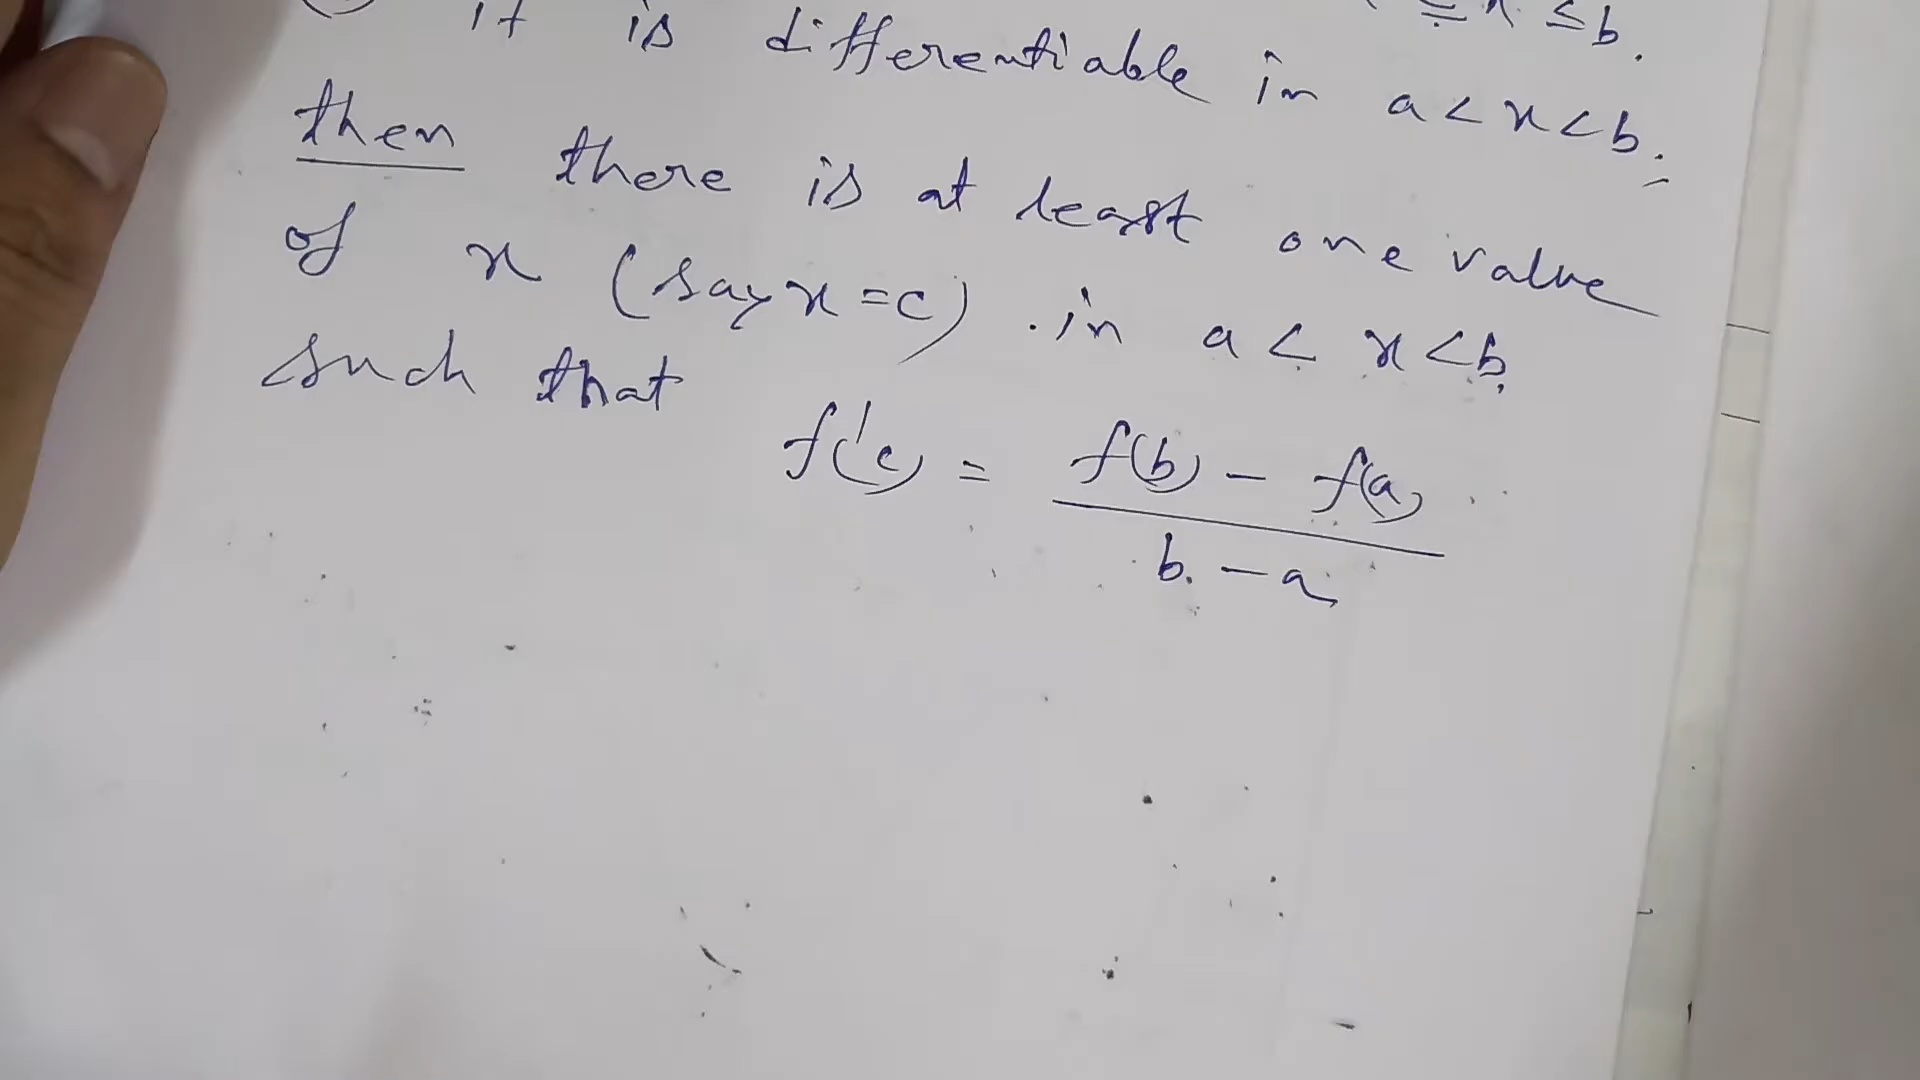 ≤ x ≤ b.
it is differentiable in a < x < b.
then there is at least one value
of x (say x = c) in a < x < b,
such that
f'(c) = f(b) - f(a)
b - a